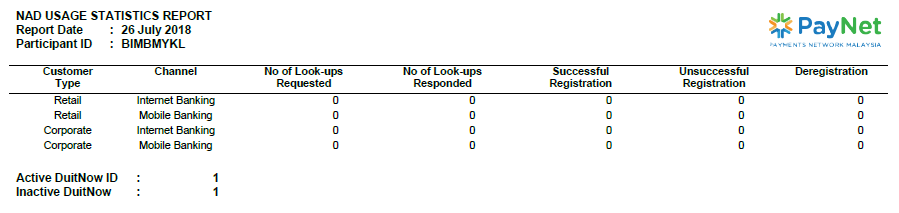 NAD USAGE STATISTICS REPORT
Report Date : 26 July 2018
Participant ID : BIMBMYKL
PayNet
PAYMENTS NETWORK MALAYSIA
Customer Type Channel No of Look-ups Requested No of Look-ups Responded Successful Registration Unsuccessful Registration Deregistration
Retail Internet Banking 0 0 0 0 0
Retail Mobile Banking 0 0 0 0 0
Corporate Internet Banking 0 0 0 0 0
Corporate Mobile Banking 0 0 0 0 0
Active DuitNow ID : 1
Inactive DuitNow : 1